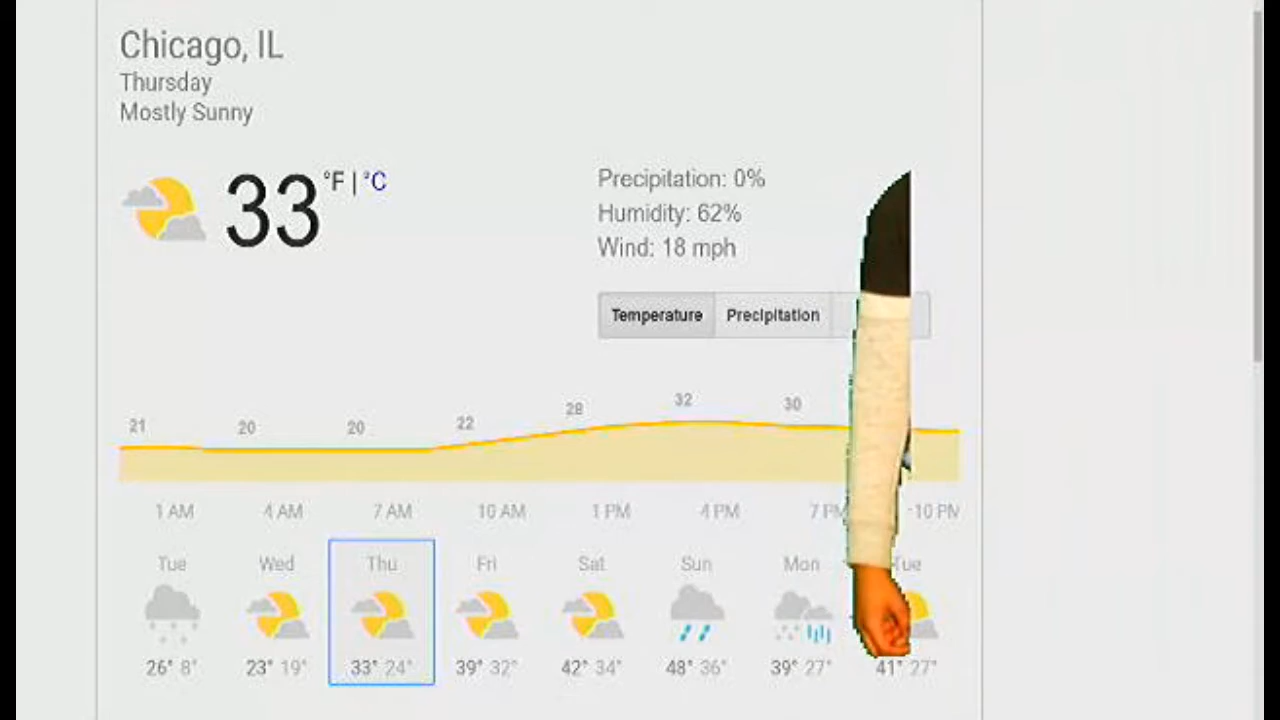 Chicago, IL
Thursday
Mostly Sunny
33 °F | °C
Precipitation: 0%
Humidity: 62%
Wind: 18 mph
Temperature Precipitation
21 20 20 22 28 32 30
1 AM 4 AM 7 AM 10 AM 1 PM 4 PM 7 PM 10 PM
Tue Wed Thu Fri Sat Sun Mon Tue
26° 8° 23° 19° 33° 24° 39° 32° 42° 34° 48° 36° 39° 27° 41° 27°